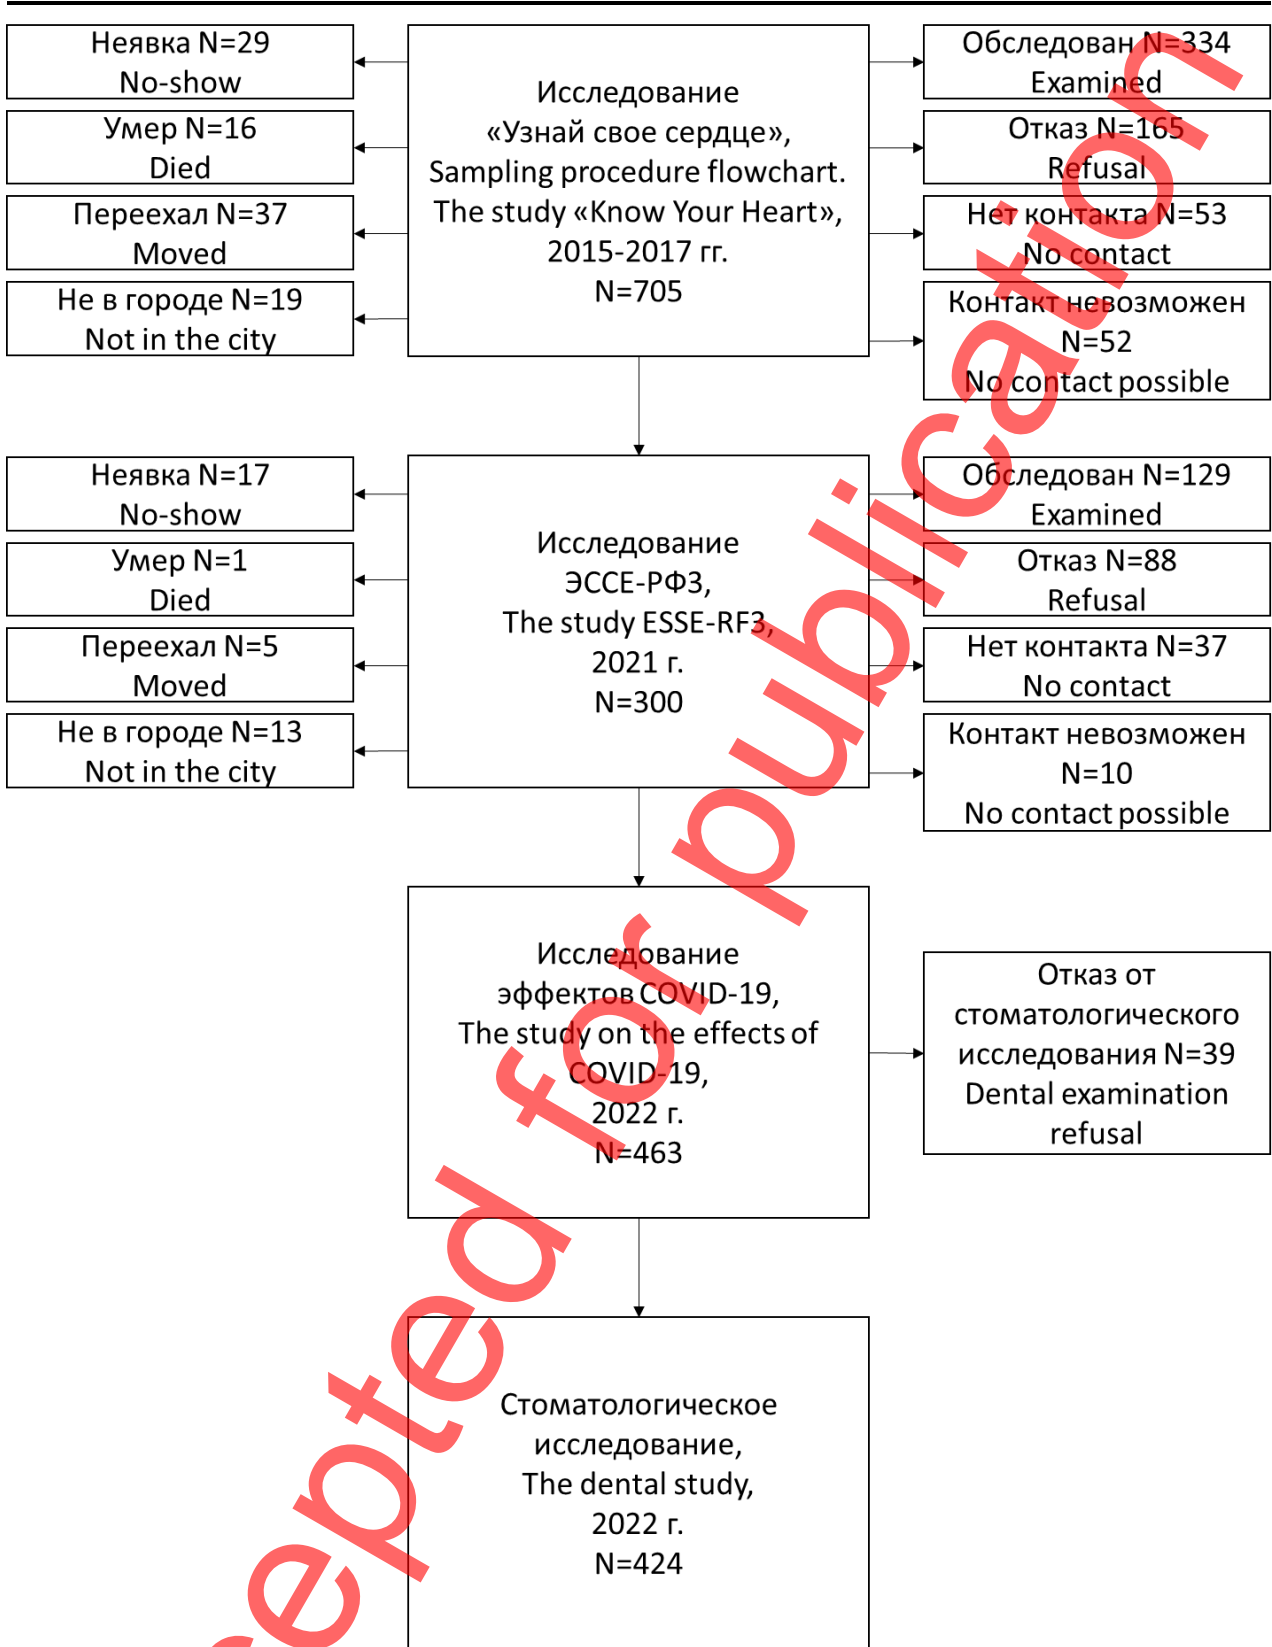 Неявка N=29
No-show
Умер N=16
Died
Переехал N=37
Moved
Не в городе N=19
Not in the city
Исследование
«Узнай свое сердце»,
Sampling procedure flowchart.
The study «Know Your Heart»,
2015-2017 гг.
N=705
Обследован N=334
Examined
Отказ N=165
Refusal
Нет контакта N=53
No contact
Контакт невозможен
N=52
No contact possible
Неявка N=17
No-show
Умер N=1
Died
Переехал N=5
Moved
Не в городе N=13
Not in the city
Исследование
ЭССЕ-РФ3,
The study ESSE-RF3,
2021 г.
N=300
Обследован N=129
Examined
Отказ N=88
Refusal
Нет контакта N=37
No contact
Контакт невозможен
N=10
No contact possible
Исследование
эффектов COVID-19,
The study on the effects of
COVID-19,
2022 г.
N=463
Отказ от
стоматологического
исследования N=39
Dental examination
refusal
Стоматологическое
исследование,
The dental study,
2022 г.
N=424
for publication